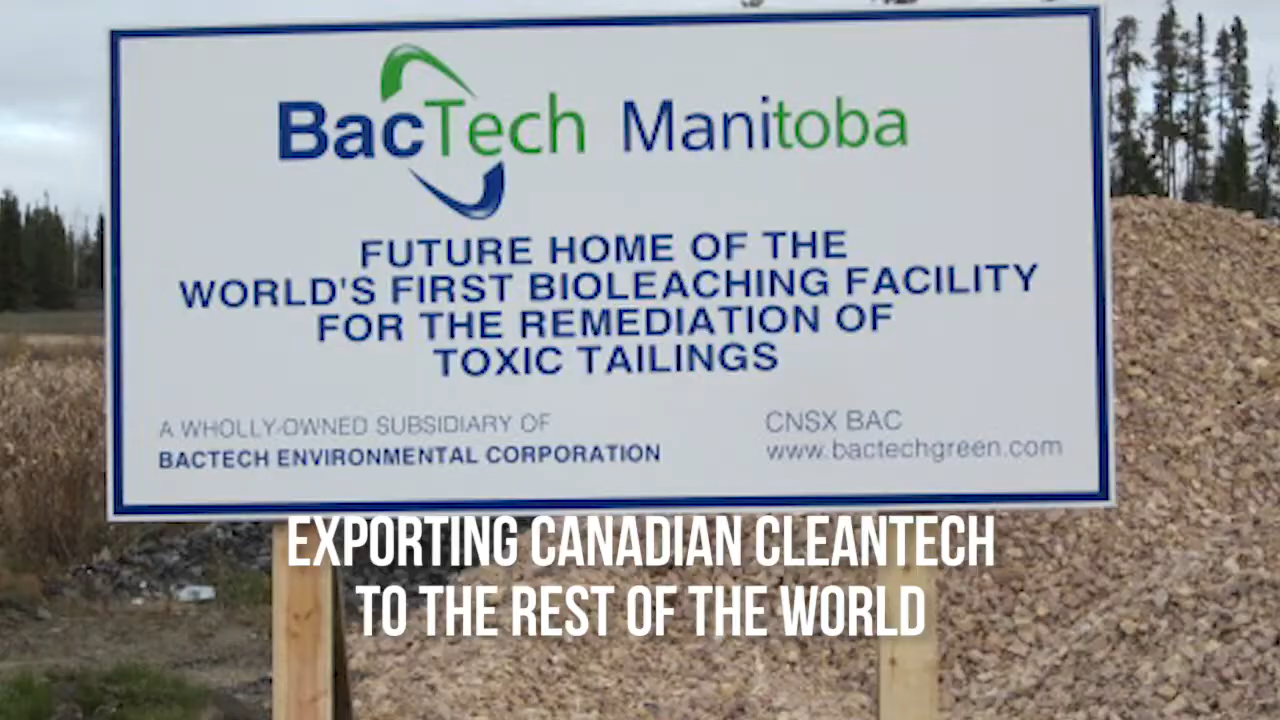 BacTech Manitoba
FUTURE HOME OF THE
WORLD'S FIRST BIOLEACHING FACILITY
FOR THE REMEDIATION OF
TOXIC TAILINGS
A WHOLLY-OWNED SUBSIDIARY OF
BACTECH ENVIRONMENTAL CORPORATION
CNSX BAC
www.bactechgreen.com
EXPORTING CANADIAN CLEANTECH
TO THE REST OF THE WORLD